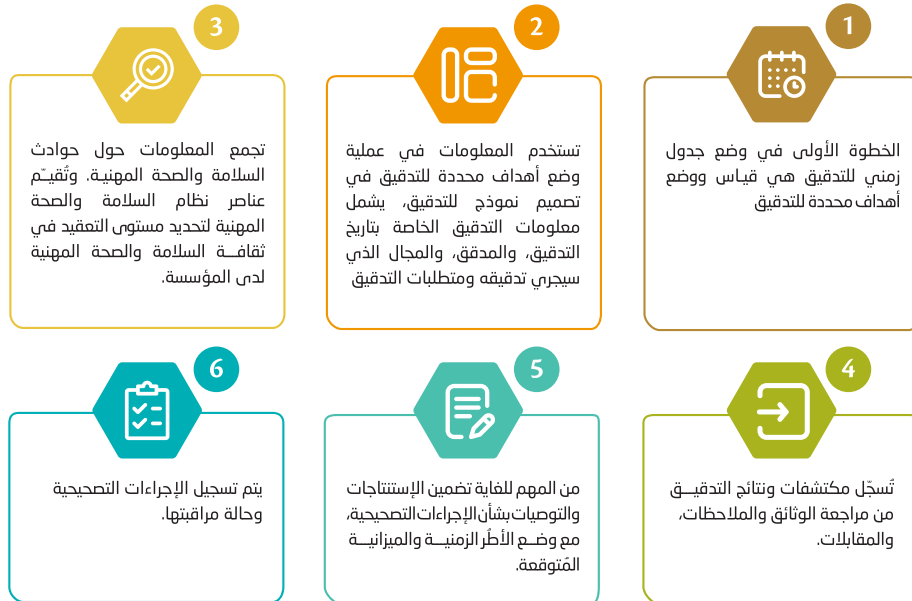 1
الخطوة الأولى في وضع جدول
زمني للتدقيق هي قياس ووضع
أهداف محددة للتدقيق
2
تستخدم المعلومات في عملية
وضع أهداف محددة للتدقيق في
تصميم نموذج للتدقيق، يشمل
معلومات التدقيق الخاصة بتاريخ
التدقيق، والمدقق، والمجال الذي
سيجري تدقيقه ومتطلبات التدقيق
3
تجمع المعلومات حول حوادث
السلامة والصحة المهنية. وتُقيّم
عناصر نظام السلامة والصحة
المهنية لتحديد مستوى التعقيد في
ثقافة السلامة والصحة المهنية
لدى المؤسسة.
4
تُسجّل مكتشفات ونتائج التدقيق
من مراجعة الوثائق والملاحظات،
والمقابلات.
5
من المهم للغاية تضمين الإستنتاجات
والتوصيات بشأن الإجراءات التصحيحية،
مع وضع الأطُر الزمنية والميزانية
المُتوقعة.
6
يتم تسجيل الإجراءات التصحيحية
وحالة مراقبتها.